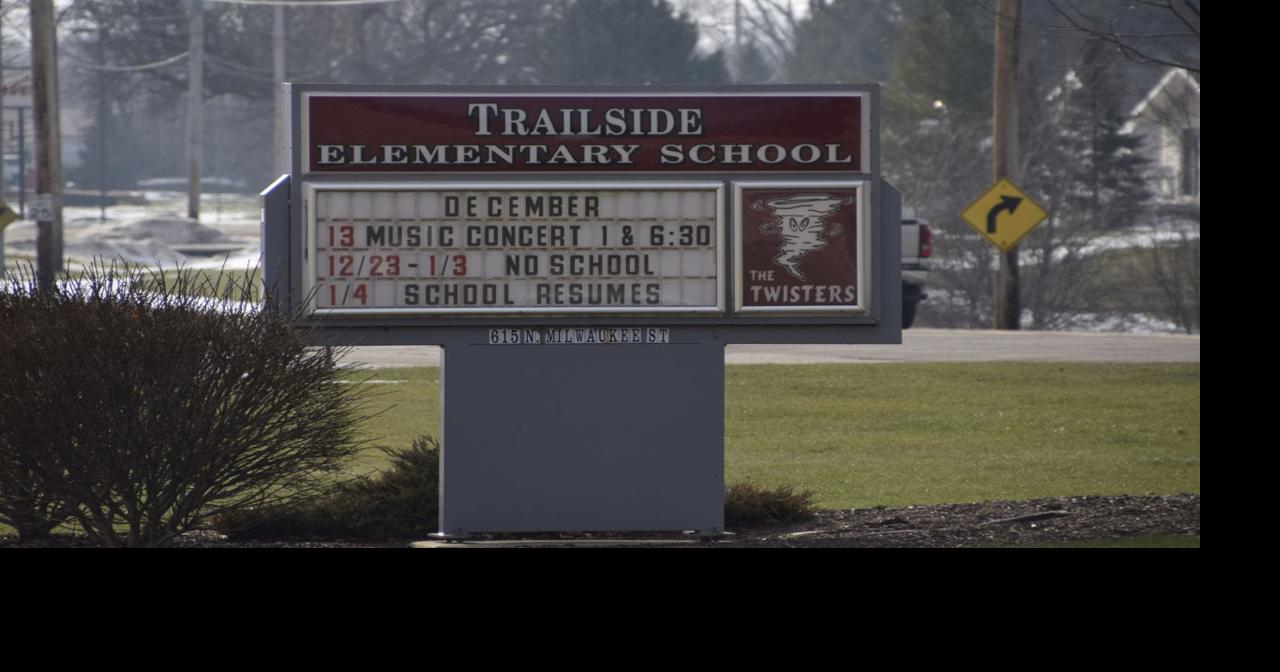 TRAILSIDE
ELEMENTARY SCHOOL
DECEMBER
13 MUSIC CONCERT 1 & 6:30
12/23 - 1/3 NO SCHOOL
1/4 SCHOOL RESUMES
THE
TWISTERS
615 N. MILWAUKEE ST